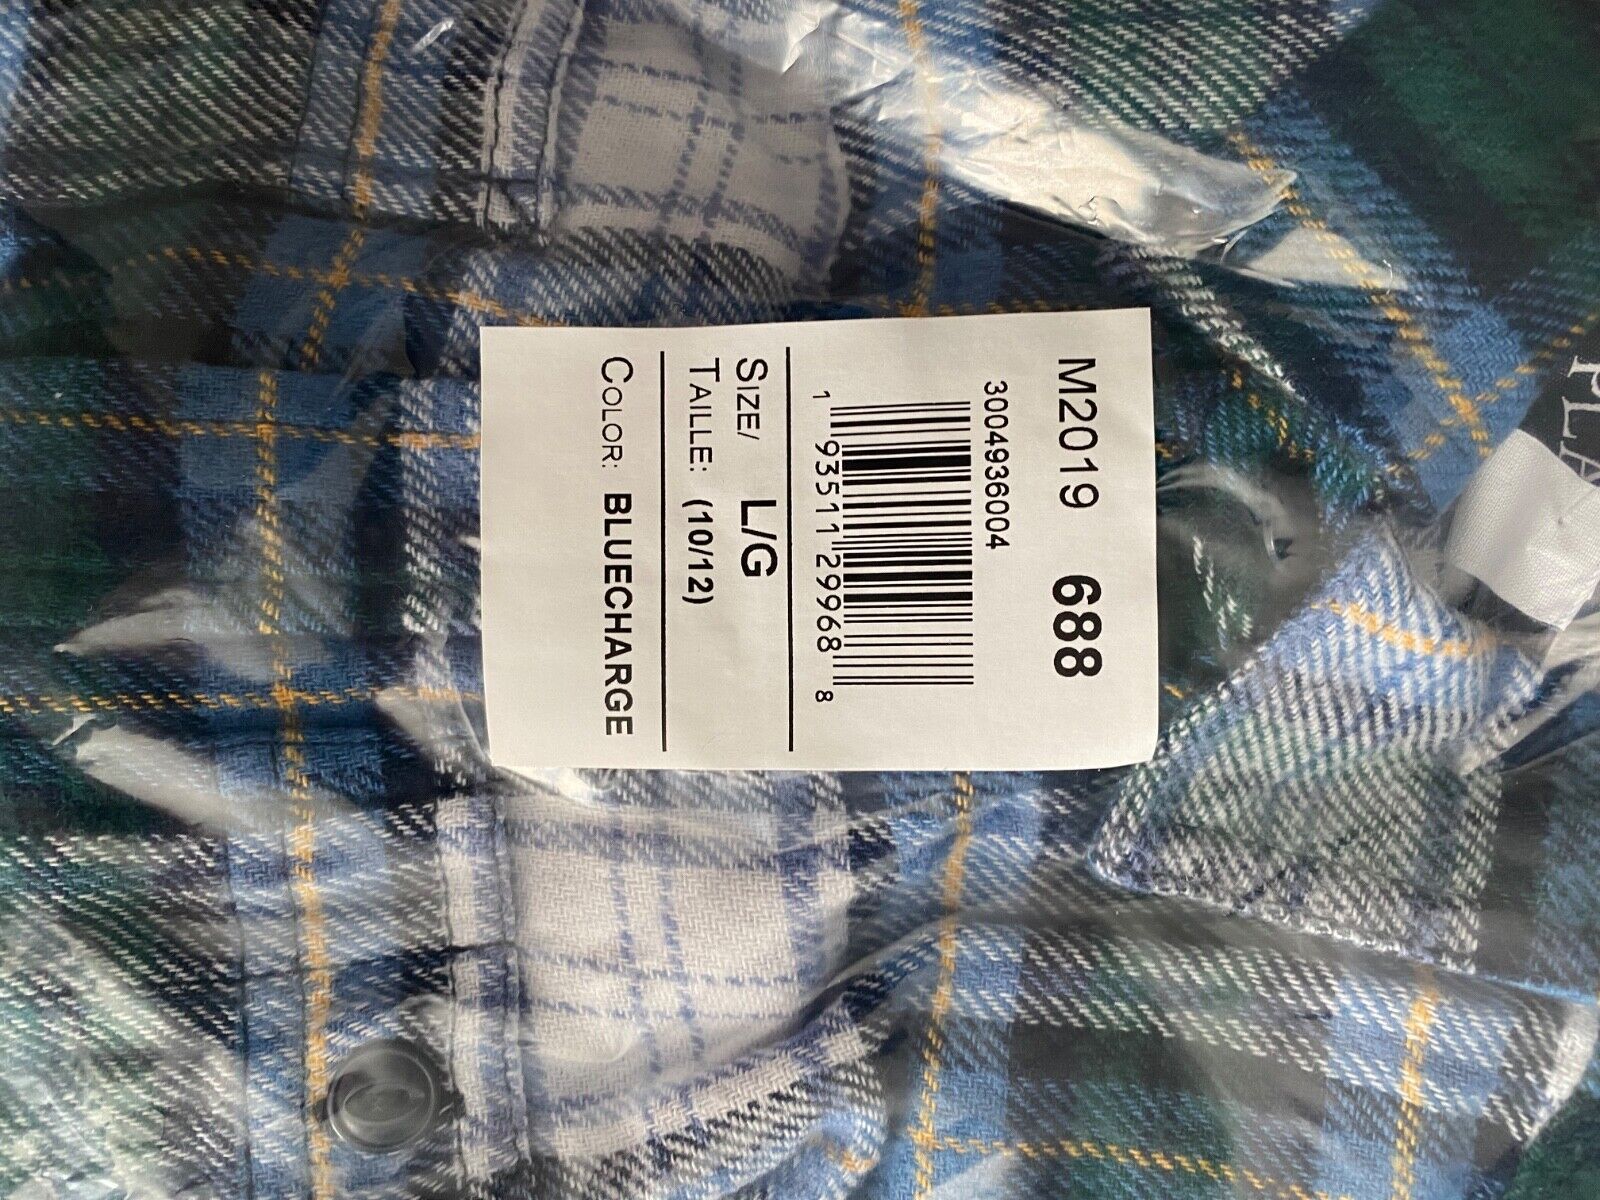 M2019 688
3004936004
1 93511 29968 8
SIZE/ L/G
TAILLE: (10/12)
COLOR: BLUECHARGE